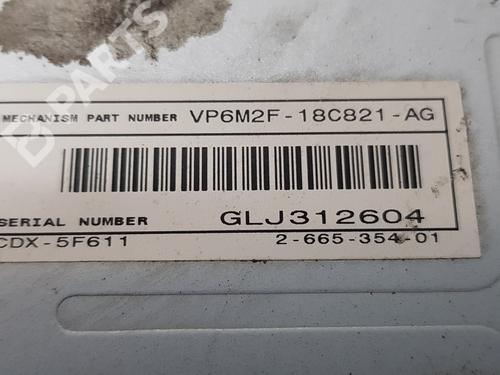 B-PARTS
MECHANISM PART NUMBER VP6M2F-18C821-AG
SERIAL NUMBER GLJ312604
CDX-5F611 2-665-354-01